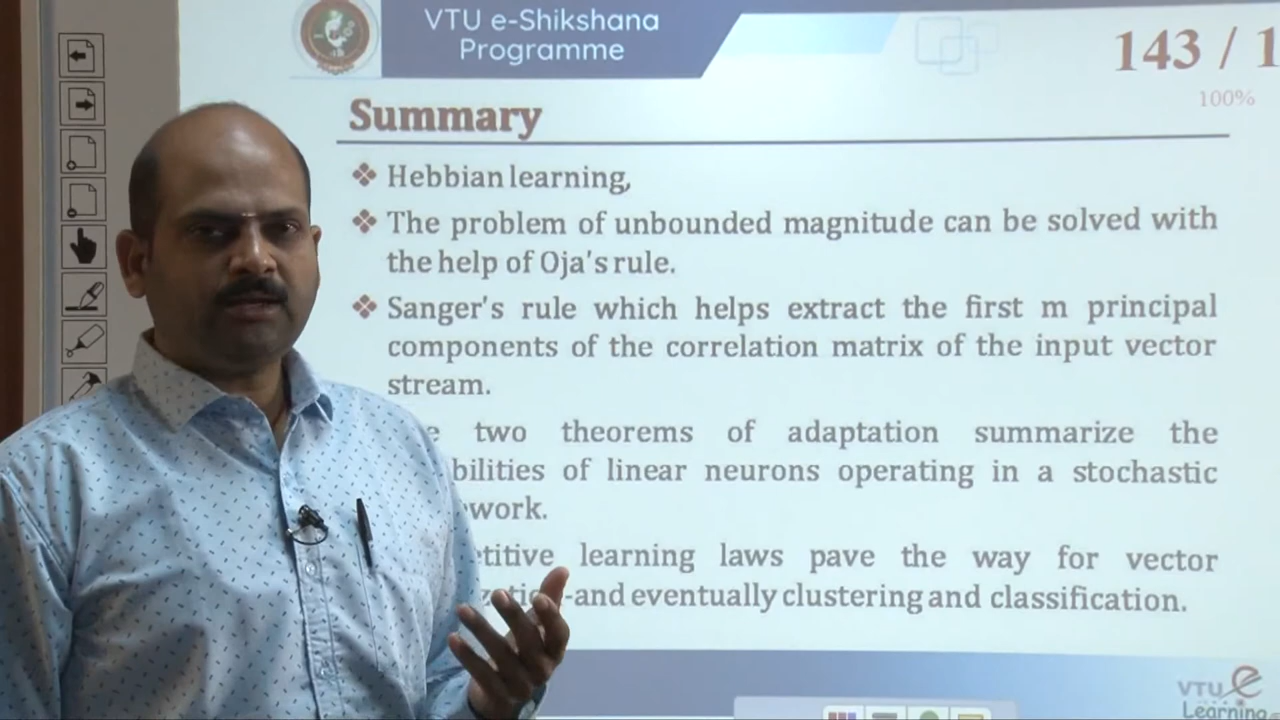 VTU e-Shikshana
Programme
143 / 1
100%
Summary
Hebbian learning,
The problem of unbounded magnitude can be solved with
the help of Oja's rule.
Sanger's rule which helps extract the first m principal
components of the correlation matrix of the input vector
stream.
two theorems of adaptation summarize the
bilities of linear neurons operating in a stochastic
work.
etitive learning laws pave the way for vector
-and eventually clustering and classification.
VTU e
Learning